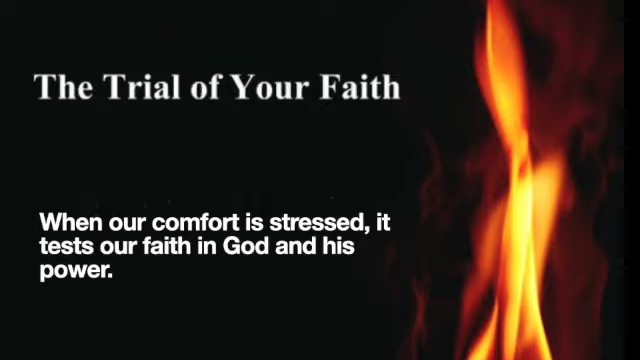 The Trial of Your Faith
When our comfort is stressed, it
tests our faith in God and his
power.